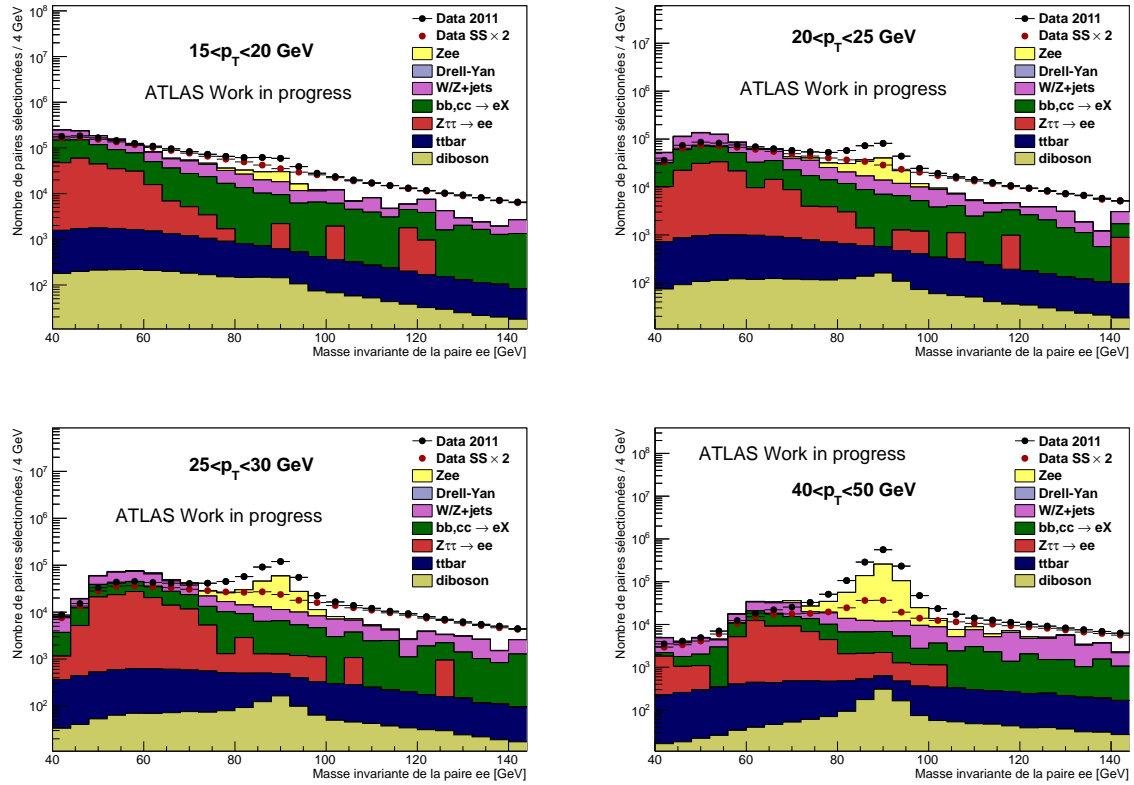 Nombre de paires sélectionnées / 4 GeV
10^8
10^7
10^6
10^5
10^4
10^3
10^2
15<p_T<20 GeV
ATLAS Work in progress
Data 2011
Data SS × 2
Zee
Drell-Yan
W/Z+jets
bb,cc → eX
Zττ → ee
ttbar
diboson
40 60 80 100 120 140
Masse invariante de la paire ee [GeV]
Nombre de paires sélectionnées / 4 GeV
10^7
10^6
10^5
10^4
10^3
10^2
20<p_T<25 GeV
ATLAS Work in progress
Data 2011
Data SS × 2
Zee
Drell-Yan
W/Z+jets
bb,cc → eX
Zττ → ee
ttbar
diboson
40 60 80 100 120 140
Masse invariante de la paire ee [GeV]
Nombre de paires sélectionnées / 4 GeV
10^7
10^6
10^5
10^4
10^3
10^2
25<p_T<30 GeV
ATLAS Work in progress
Data 2011
Data SS × 2
Zee
Drell-Yan
W/Z+jets
bb,cc → eX
Zττ → ee
ttbar
diboson
40 60 80 100 120 140
Masse invariante de la paire ee [GeV]
Nombre de paires sélectionnées / 4 GeV
10^8
10^7
10^6
10^5
10^4
10^3
10^2
ATLAS Work in progress
40<p_T<50 GeV
Data 2011
Data SS × 2
Zee
Drell-Yan
W/Z+jets
bb,cc → eX
Zττ → ee
ttbar
diboson
40 60 80 100 120 140
Masse invariante de la paire ee [GeV]